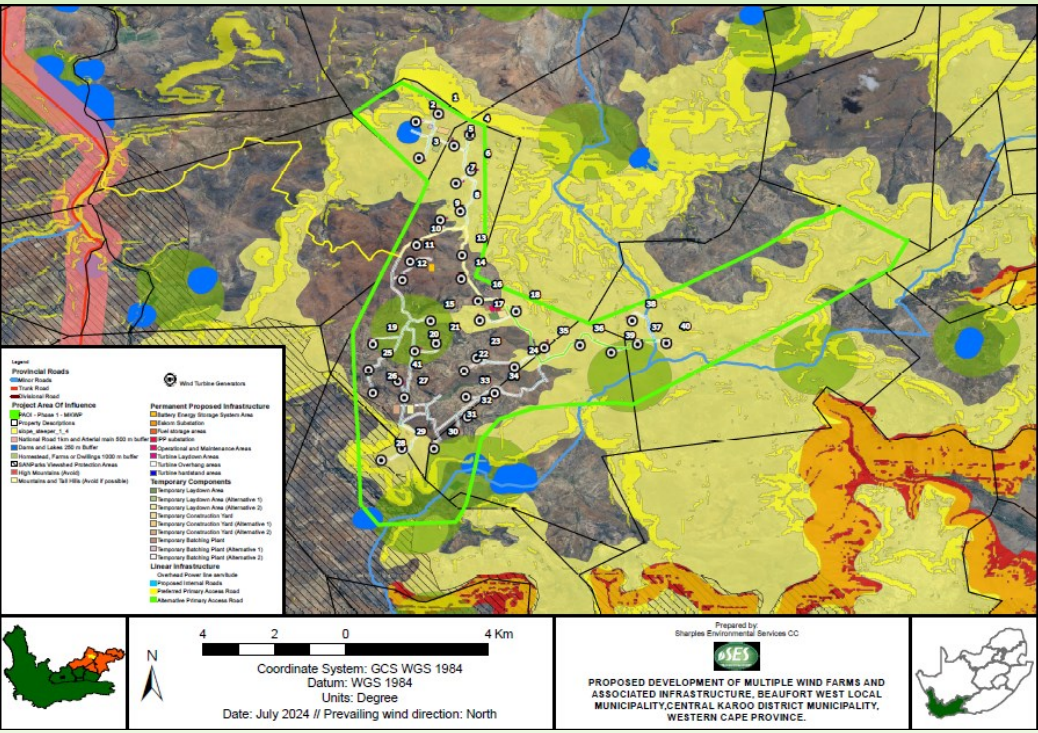 1
2
4
5
3
6
7
8
9
10
13
11
12
14
16
17
18
15
38
19
20
21
35
36
39
37
40
23
24
25
22
41
34
26
27
33
32
31
29
30
28
Legend
Provincial Roads
Minor Roads
Trunk Road
Divisional Road
Project Area Of Influence
PAOI - Phase 1 - MKWP
Property Descriptions
slope_steeper_1_4
National Road 1km and Arterial main 500 m buffer
Dams and Lakes 250 m Buffer
Homestead, Farms or Dwellings 1000 m buffer
SANParks Viewshed Protection Areas
High Mountains (Avoid)
Mountains and Tall Hills (Avoid if possible)
Wind Turbine Generators
Permanent Proposed Infrastructure
Battery Energy Storage System Area
Eskom Substation
Fuel storage areas
IPP substation
Operational and Maintenance Areas
Turbine Laydown Areas
Turbine Overhang areas
Turbine hardstand areas
Temporary Components
Temporary Laydown Area
Temporary Laydown Area (Alternative 1)
Temporary Laydown Area (Alternative 2)
Temporary Construction Yard
Temporary Construction Yard (Alternative 1)
Temporary Construction Yard (Alternative 2)
Temporary Batching Plant
Temporary Batching Plant (Alternative 1)
Temporary Batching Plant (Alternative 2)
Linear Infrastructure
Overhead Power line servitude
Proposed Internal Roads
Preferred Primary Access Road
Alternative Primary Access Road
N
4 2 0 4 Km
Coordinate System: GCS WGS 1984
Datum: WGS 1984
Units: Degree
Date: July 2024 // Prevailing wind direction: North
Prepared by:
Sharples Environmental Services CC
SES
PROPOSED DEVELOPMENT OF MULTIPLE WIND FARMS AND
ASSOCIATED INFRASTRUCTURE, BEAUFORT WEST LOCAL
MUNICIPALITY,CENTRAL KAROO DISTRICT MUNICIPALITY,
WESTERN CAPE PROVINCE.